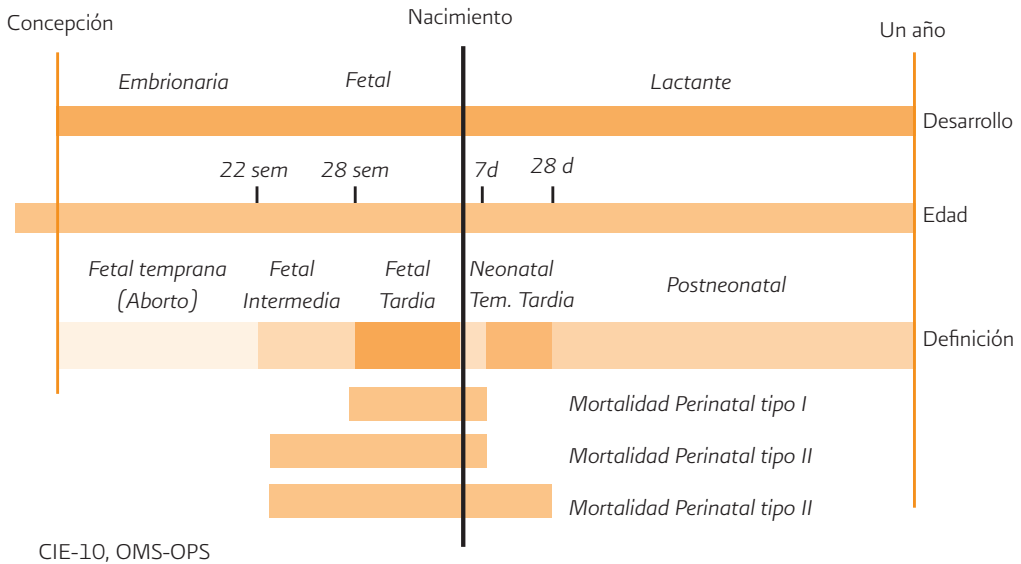 Concepción
Nacimiento
Un año
Embrionaria
Fetal
Lactante
Desarrollo
22 sem
28 sem
7d
28 d
Edad
Fetal temprana
(Aborto)
Fetal
Intermedia
Fetal
Tardia
Neonatal
Tem. Tardia
Postneonatal
Definición
Mortalidad Perinatal tipo I
Mortalidad Perinatal tipo II
Mortalidad Perinatal tipo II
CIE-10, OMS-OPS